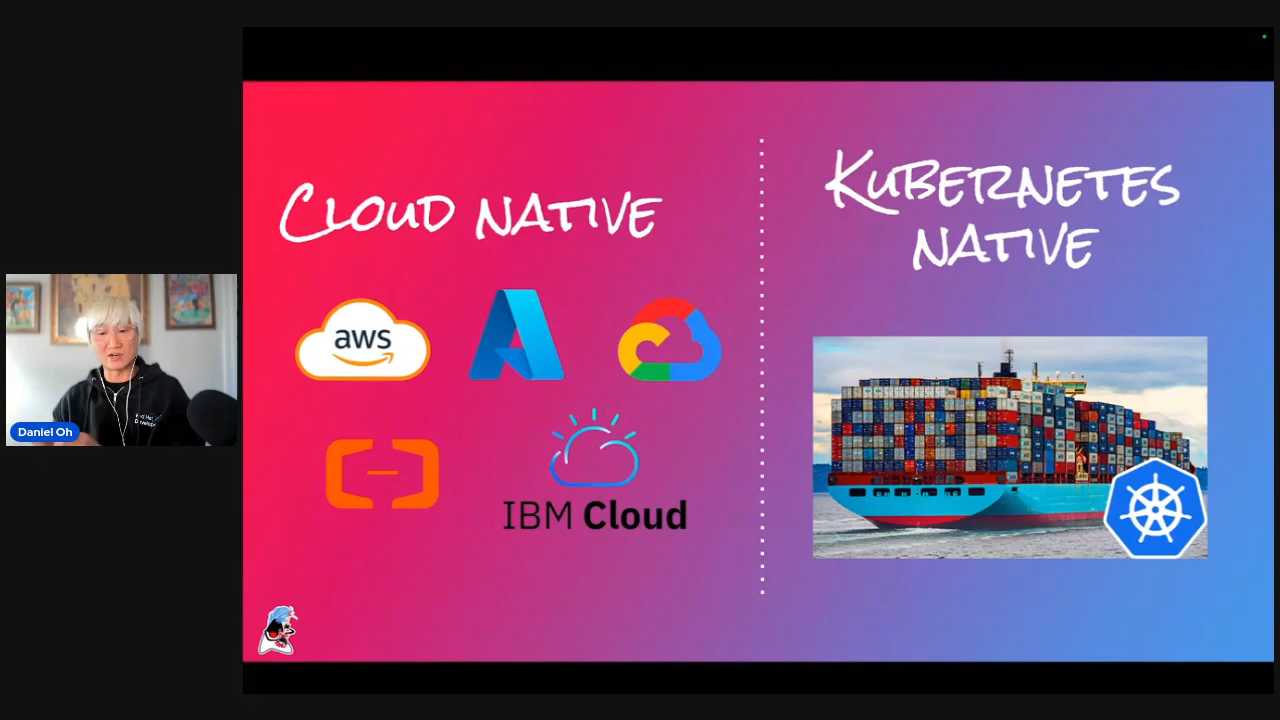 CLOUD NATIVE
KUBERNETES
NATIVE
aws
IBM Cloud
Daniel Oh